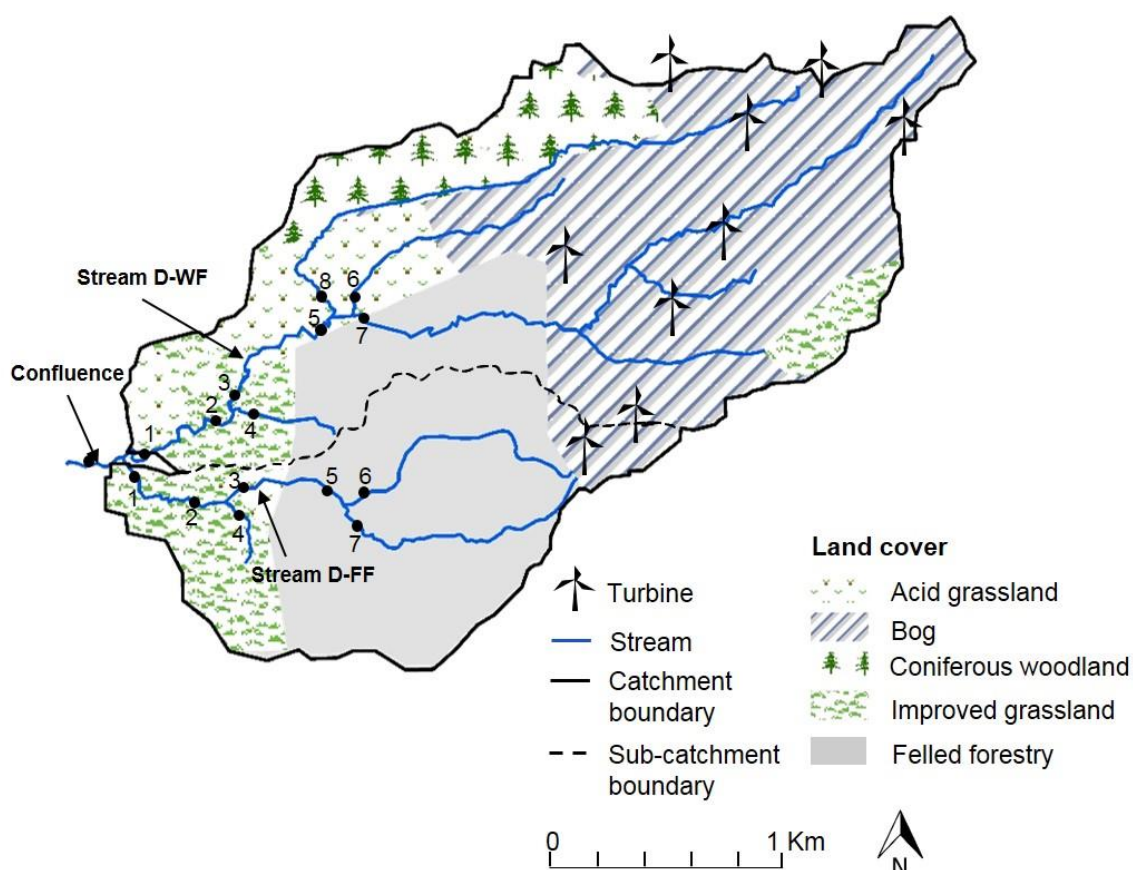 8
6
Stream D-WF
5
7
Confluence
3
2
4
1
1
2
3
5
6
4
7
Stream D-FF
Turbine
Stream
Catchment
boundary
Sub-catchment
boundary
Land cover
Acid grassland
Bog
Coniferous woodland
Improved grassland
Felled forestry
0
1 Km
N